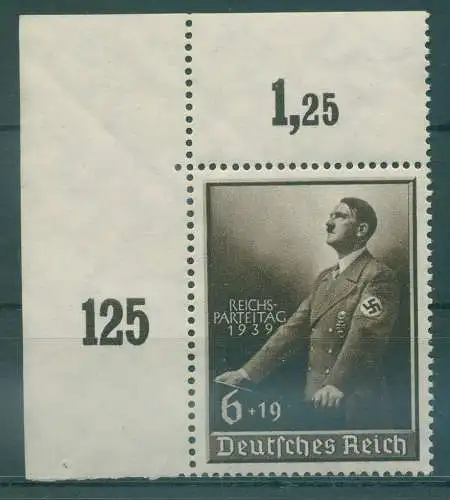 1,25
125
REICHS-
PARTEITAG
1939
6+19
Deutsches Reich